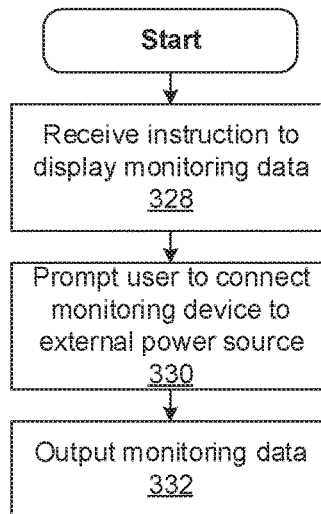 Start
Receive instruction to
display monitoring data
328
Prompt user to connect
monitoring device to
external power source
330
Output monitoring data
332